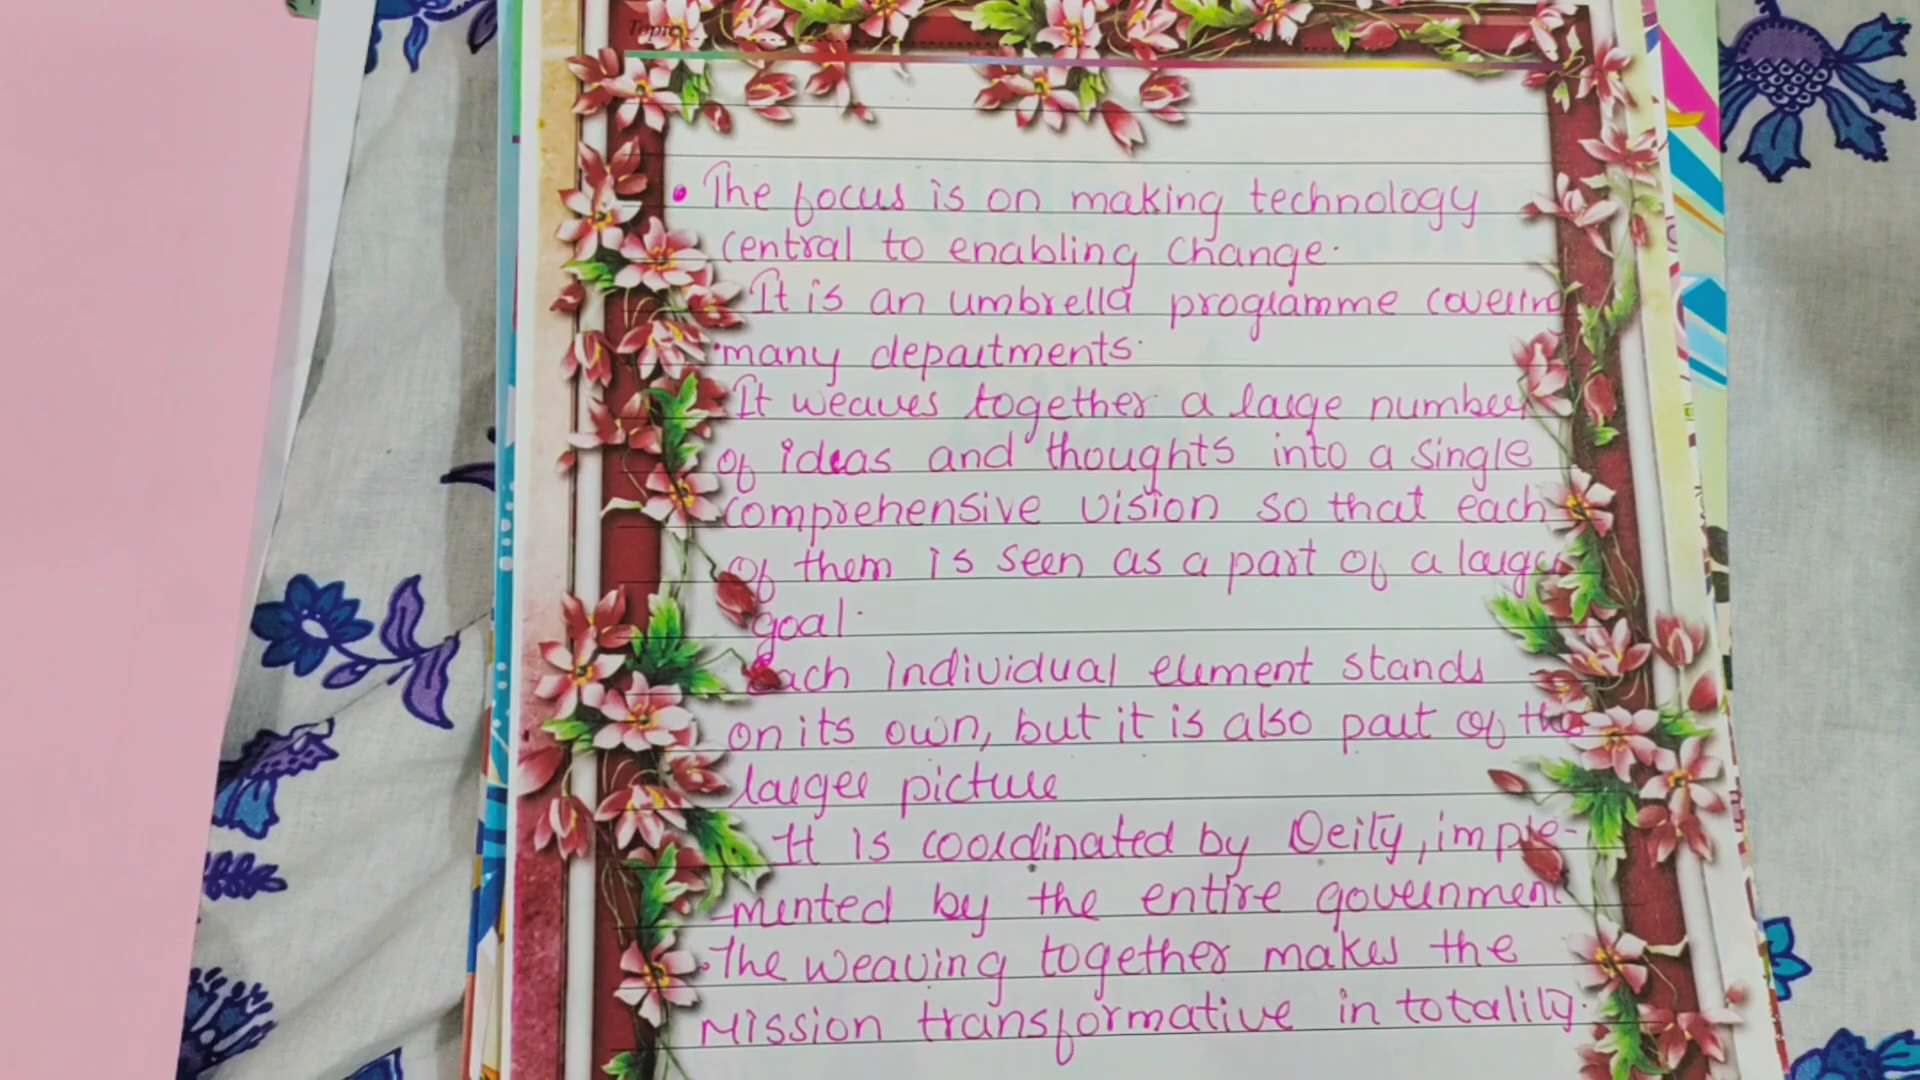 Topic
• The focus is on making technology
central to enabling change.
It is an umbrella programme covering
many departments.
It weaves together a large number
of ideas and thoughts into a single
comprehensive vision so that each
of them is seen as a part of a larger
goal.
Each individual element stands
on its own, but it is also part of the
larger picture
It is coordinated by Deity, imple-
-mented by the entire government
• The weaving together makes the
Mission transformative in totality.